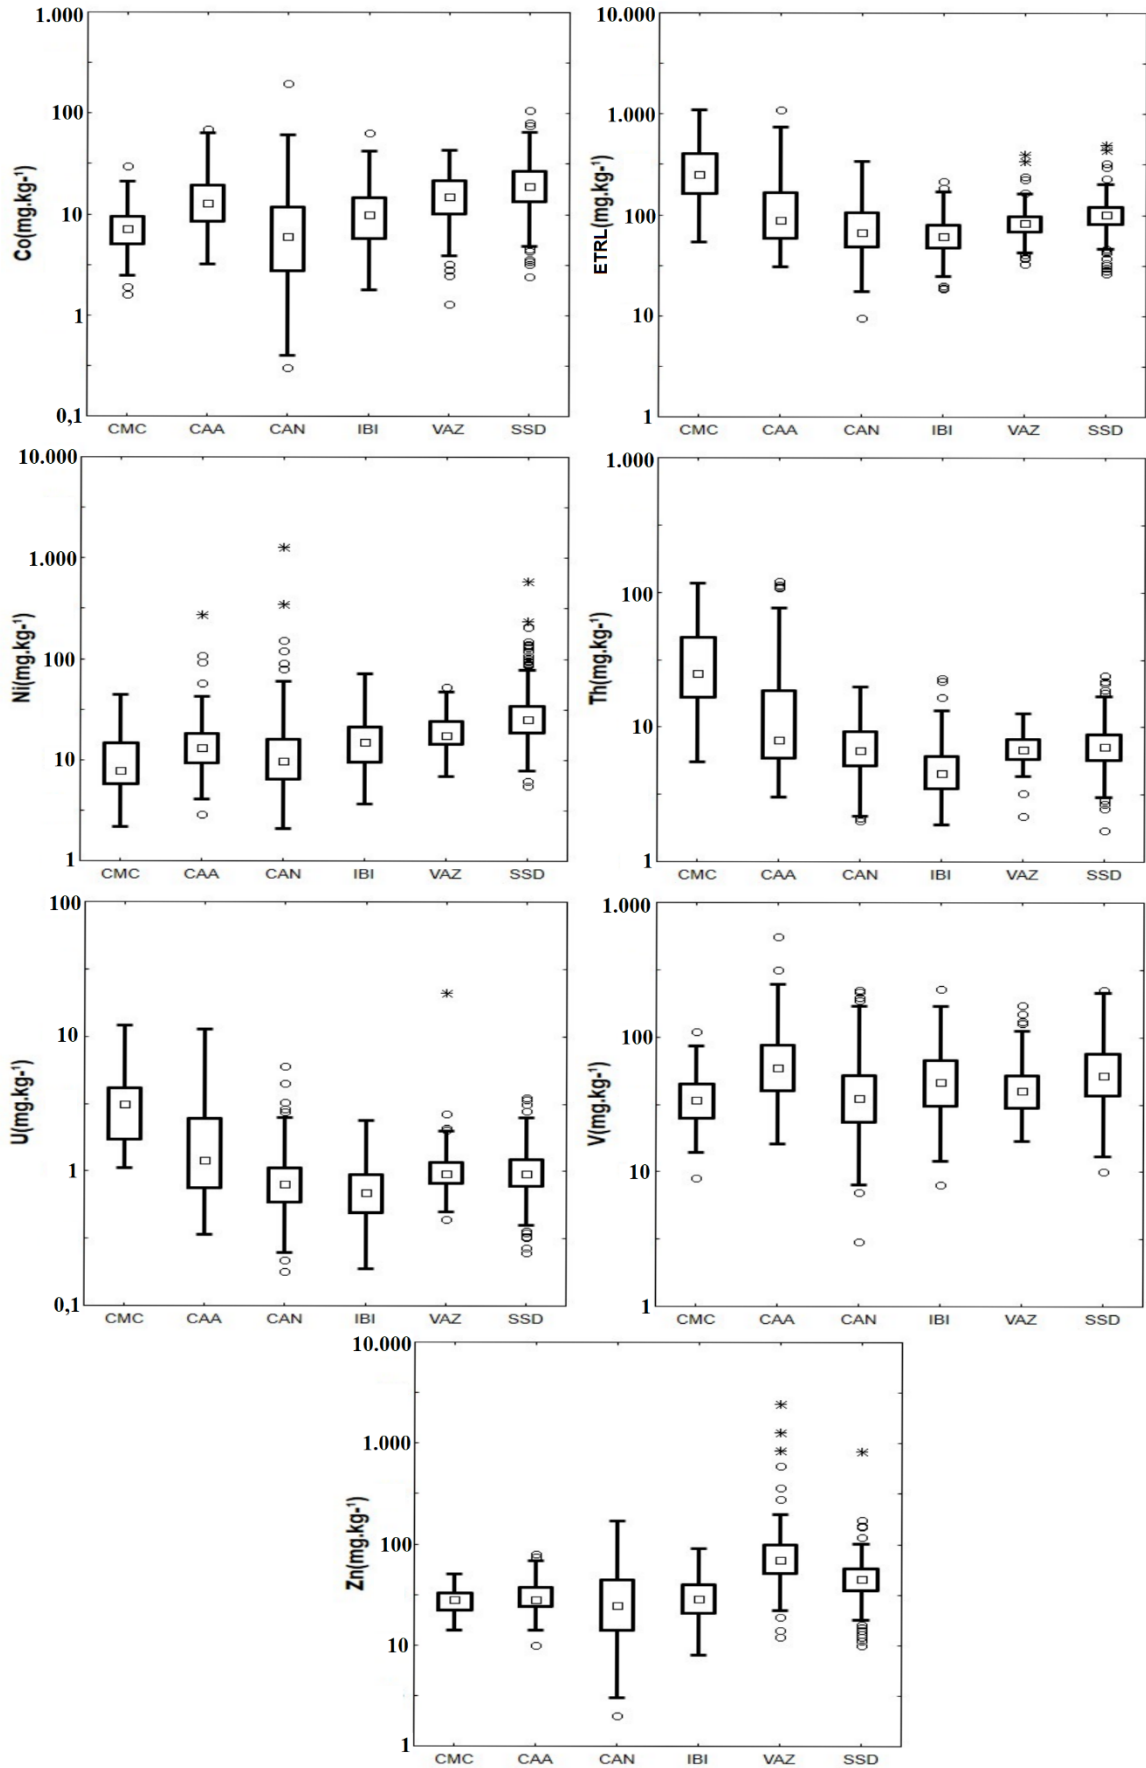 1.000
100
10
1
0,1
Co(mg.kg-¹)
CMC CAA CAN IBI VAZ SSD
10.000
1.000
100
10
1
ETRL(mg.kg-¹)
CMC CAA CAN IBI VAZ SSD
10.000
1.000
100
10
1
Ni(mg.kg-¹)
CMC CAA CAN IBI VAZ SSD
1.000
100
10
1
Th(mg.kg-¹)
CMC CAA CAN IBI VAZ SSD
100
10
1
0,1
U(mg.kg-¹)
CMC CAA CAN IBI VAZ SSD
1.000
100
10
1
V(mg.kg-¹)
CMC CAA CAN IBI VAZ SSD
10.000
1.000
100
10
1
Zn(mg.kg-¹)
CMC CAA CAN IBI VAZ SSD